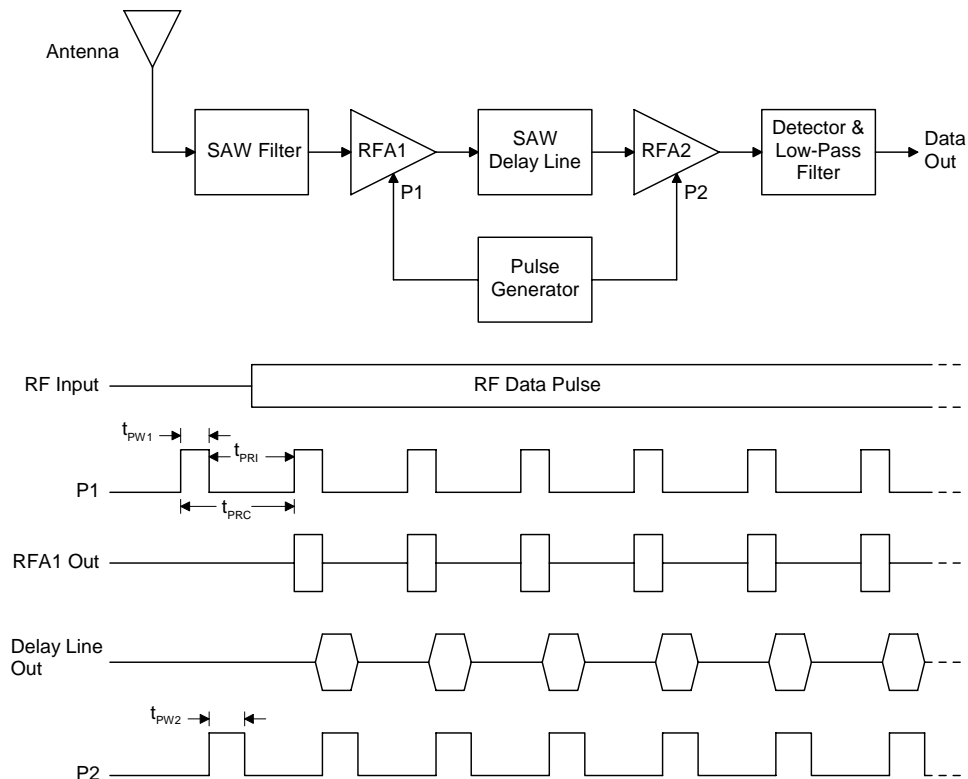 Antenna
SAW Filter
RFA1
SAW
Delay Line
RFA2
Detector &
Low-Pass
Filter
Data
Out
P1
P2
Pulse
Generator
RF Input
RF Data Pulse
tPW1
tPRI
P1
tPRC
RFA1 Out
Delay Line
Out
tPW2
P2